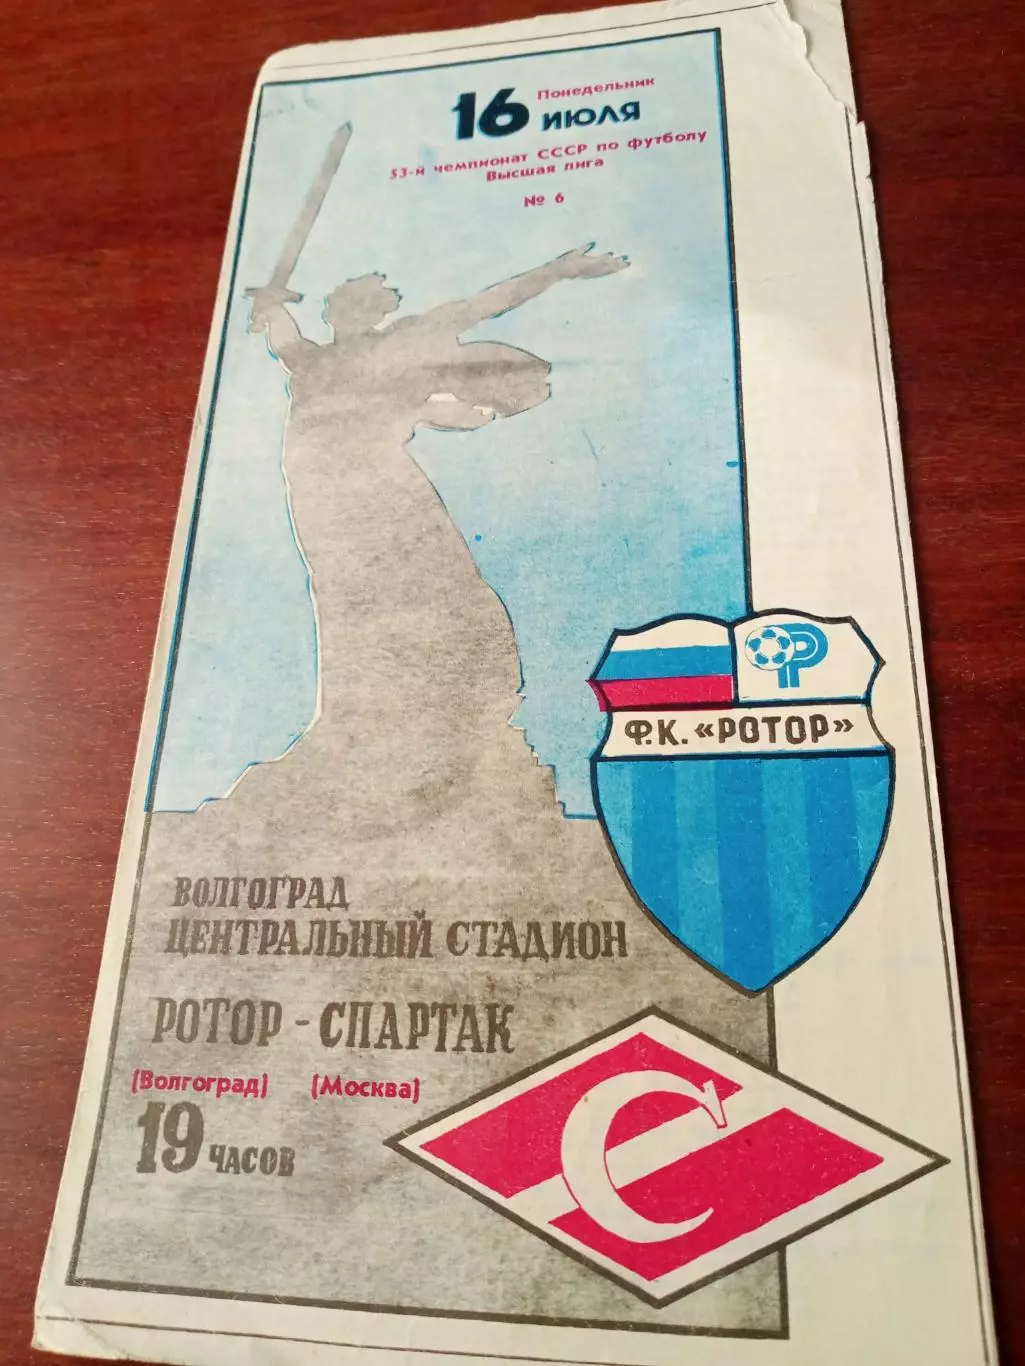 16 Понедельник
ИЮЛЯ
53-й чемпионат СССР по футболу
Высшая лига
№ 6
Ф.К. «РОТОР»
ВОЛГОГРАД
ЦЕНТРАЛЬНЫЙ СТАДИОН
РОТОР - СПАРТАК
(Волгоград) (Москва)
19 ЧАСОВ
С